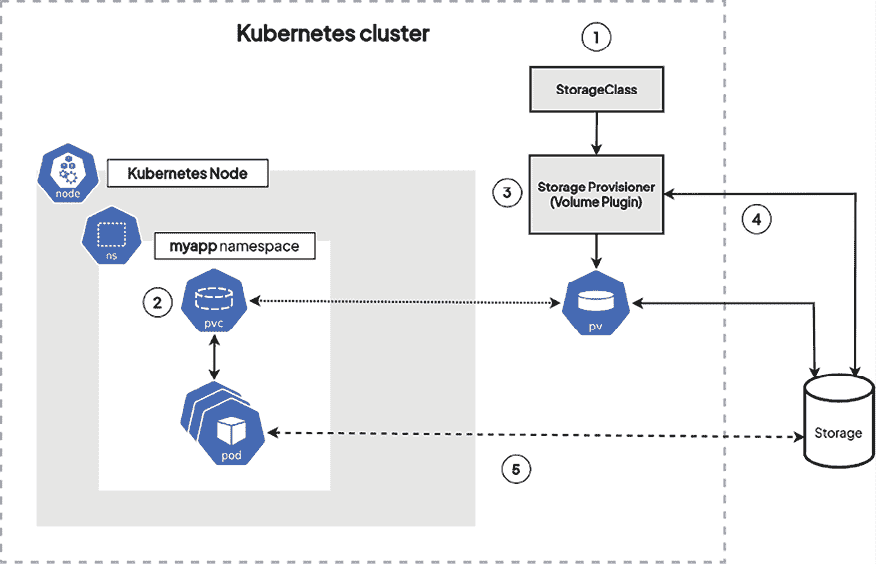 Kubernetes cluster
1
StorageClass
node
Kubernetes Node
3
Storage Provisioner
(Volume Plugin)
4
ns
myapp namespace
2
pvc
pv
pod
Storage
5